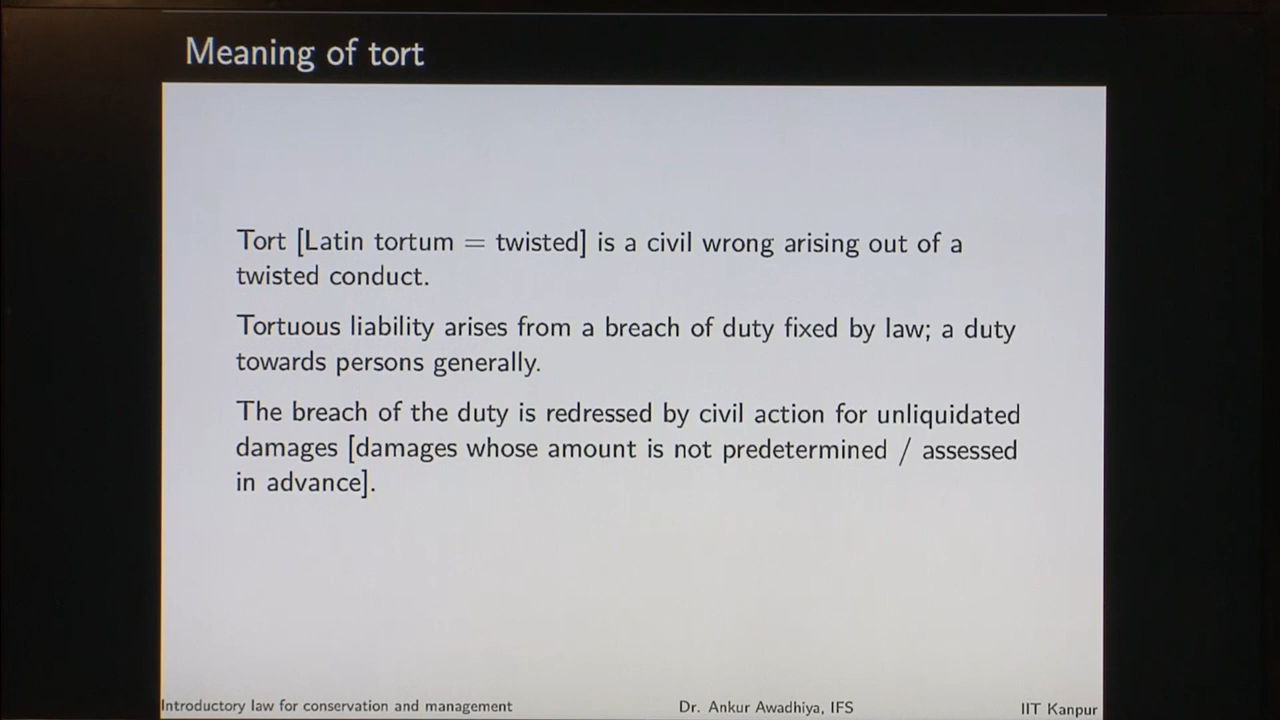 Meaning of tort
Tort [Latin tortum = twisted] is a civil wrong arising out of a
twisted conduct.
Tortuous liability arises from a breach of duty fixed by law; a duty
towards persons generally.
The breach of the duty is redressed by civil action for unliquidated
damages [damages whose amount is not predetermined / assessed
in advance].
Introductory law for conservation and management Dr. Ankur Awadhiya, IFS IIT Kanpur